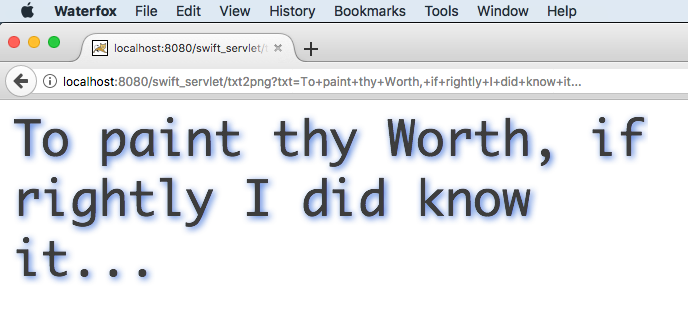 Waterfox File Edit View History Bookmarks Tools Window Help
localhost:8080/swift_servlet/
localhost:8080/swift_servlet/txt2png?txt=To+paint+thy+Worth,+if+rightly+I+did+know+it...
To paint thy Worth, if
rightly I did know
it...